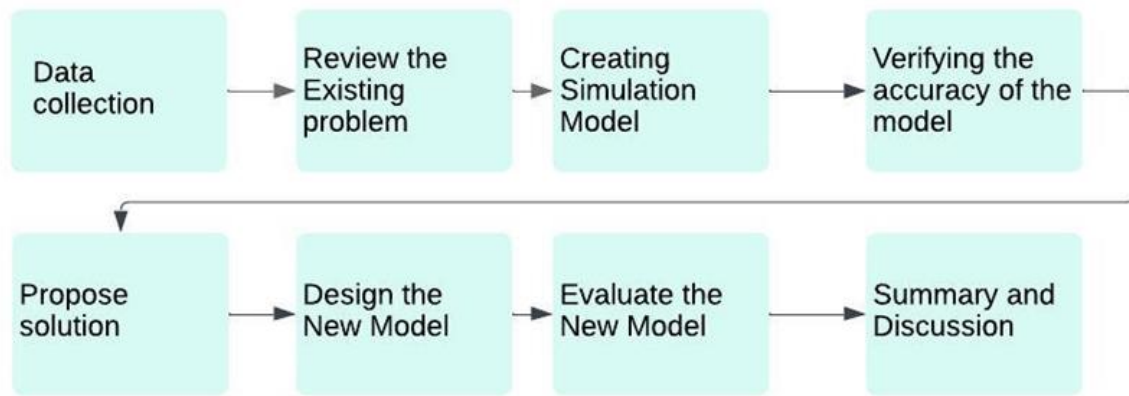 Data
collection
Review the
Existing
problem
Creating
Simulation
Model
Verifying the
accuracy of the
model
Propose
solution
Design the
New Model
Evaluate the
New Model
Summary and
Discussion